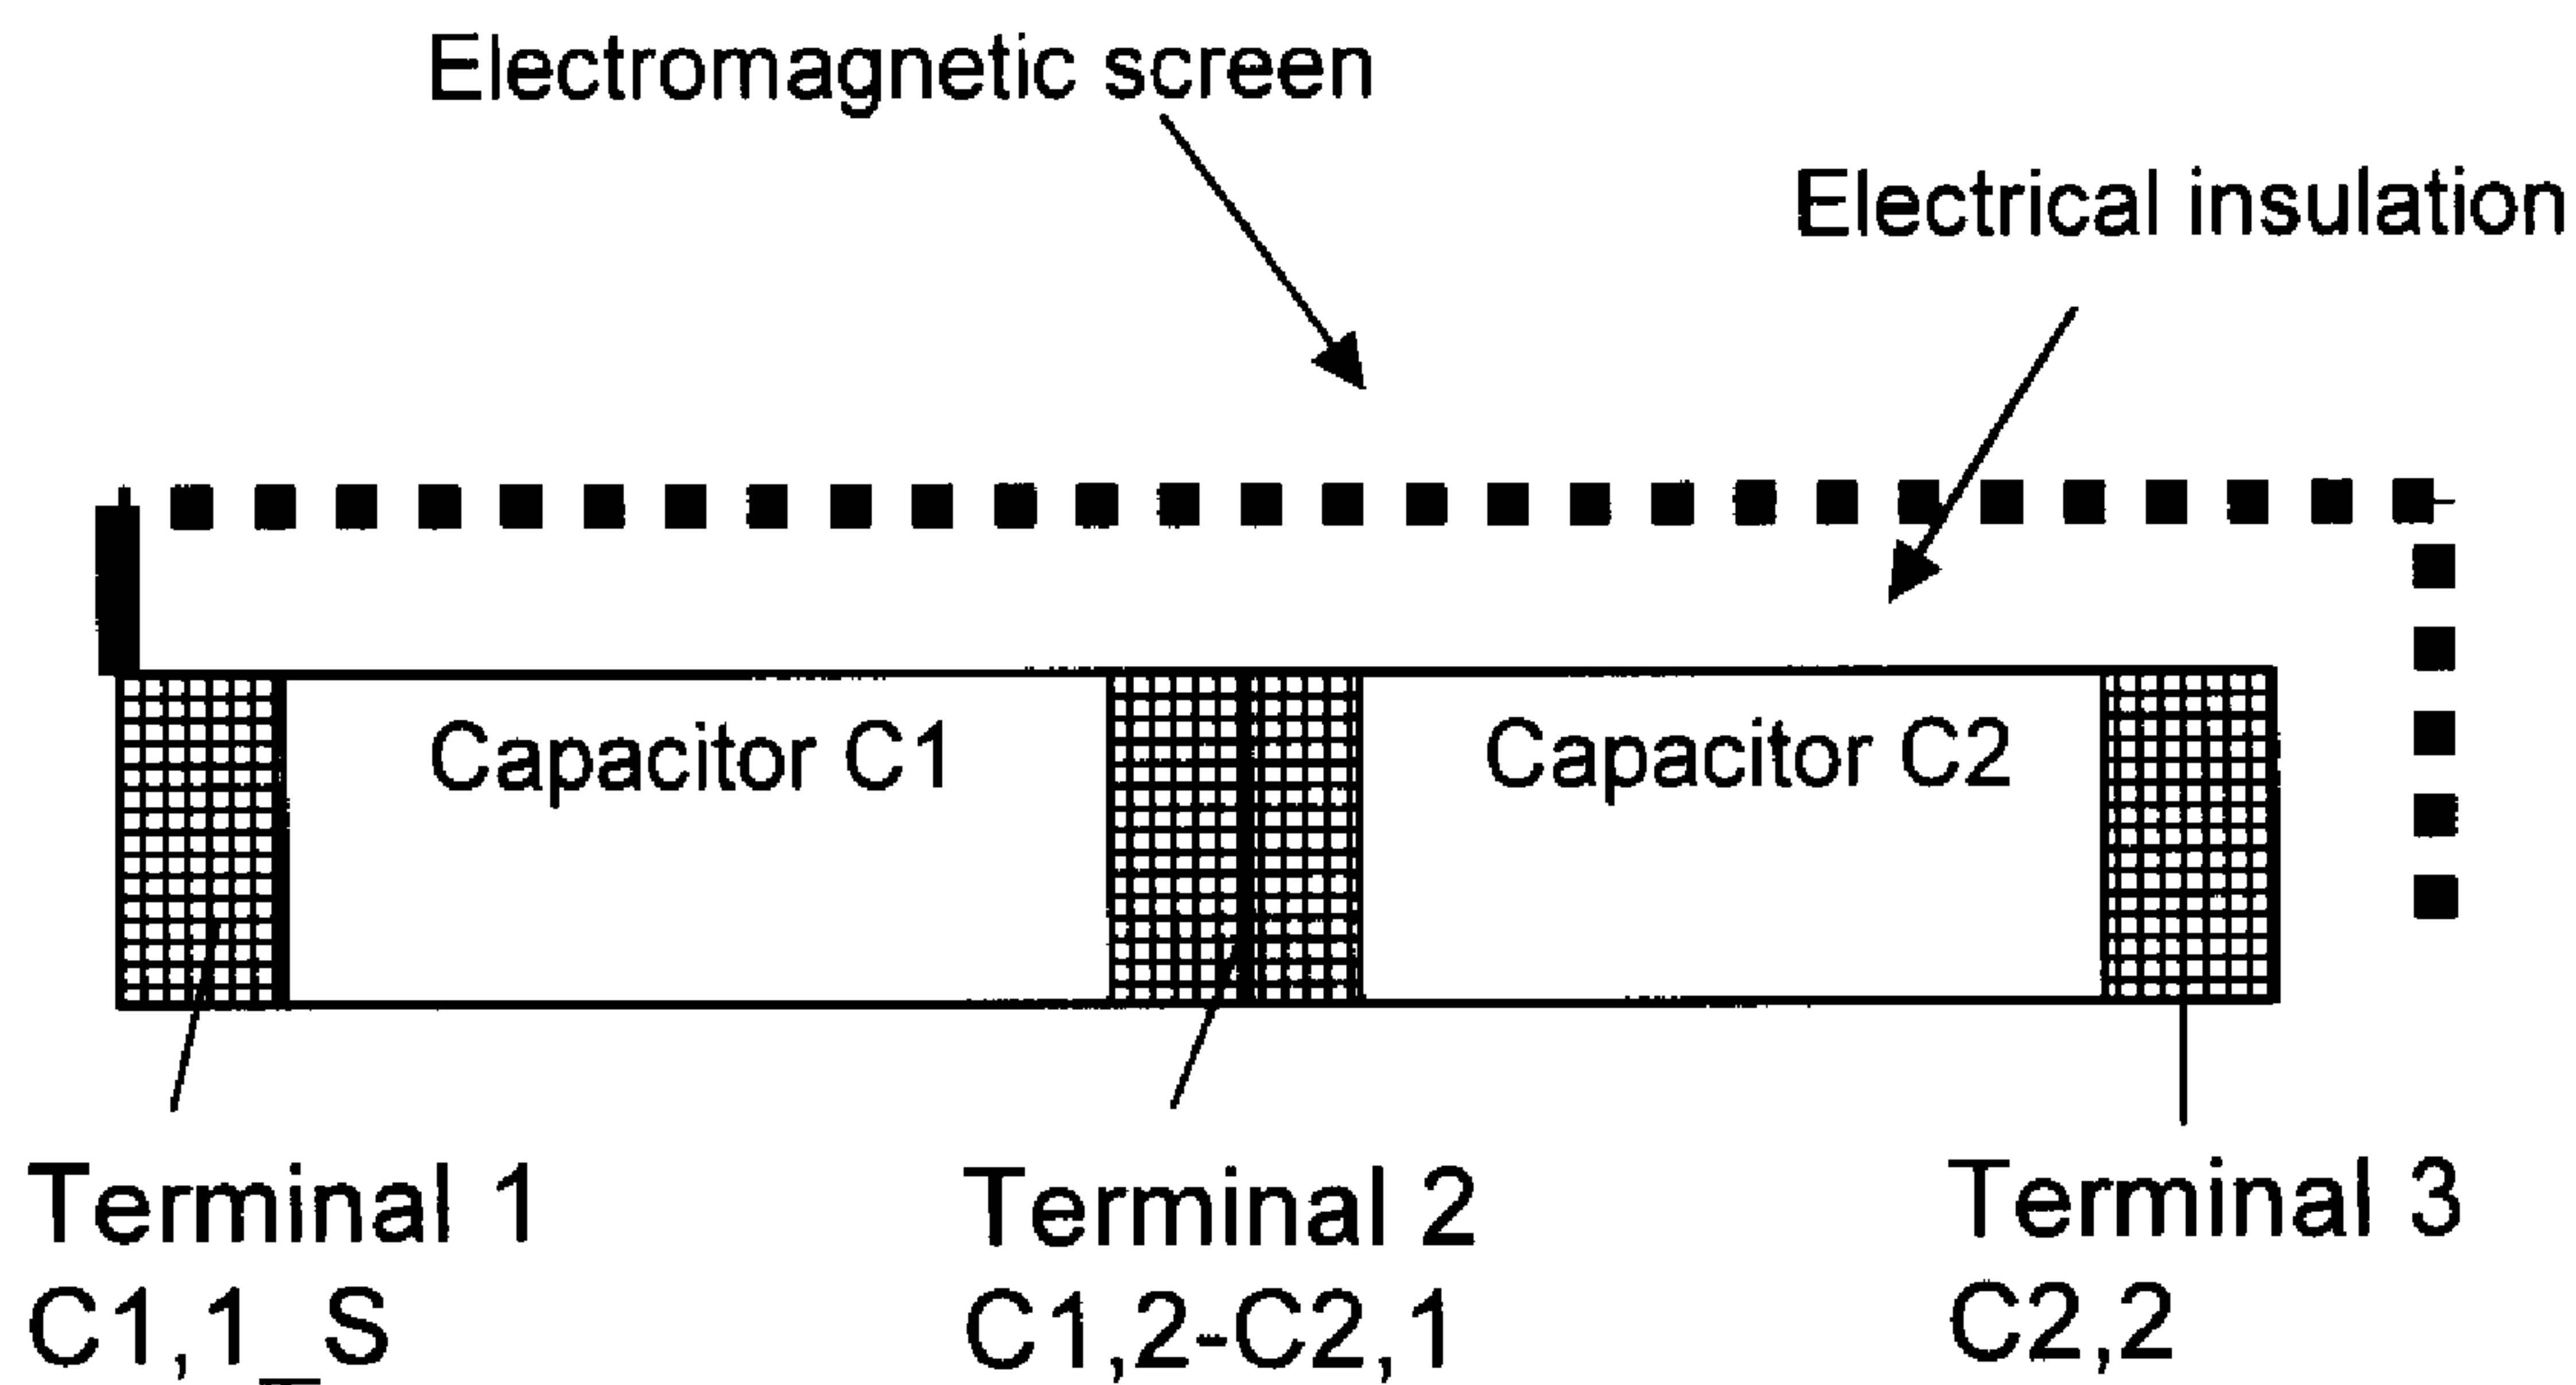 Electromagnetic screen
Electrical insulation
Capacitor C1
Capacitor C2
Terminal 1
C1,1_S
Terminal 2
C1,2-C2,1
Terminal 3
C2,2